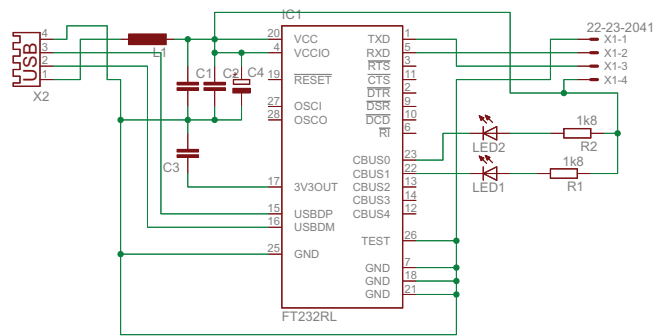 IC1
22-23-2041
4
3
2
1
USB
X2
L1
C1
C2
C4
C3
20
VCC
4
VCCIO
19
RESET
27
OSCI
28
OSCO
17
3V3OUT
15
USBDP
16
USBDM
25
GND
TXD
1
RXD
5
RTS
3
CTS
11
DTR
2
DSR
9
DCD
10
RI
6
CBUS0
23
CBUS1
22
CBUS2
13
CBUS3
14
CBUS4
12
TEST
26
GND
7
GND
18
GND
21
FT232RL
X1-1
X1-2
X1-3
X1-4
LED2
1k8
R2
LED1
1k8
R1